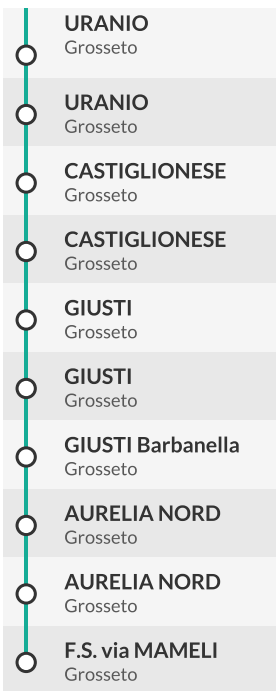 URANIO
Grosseto
URANIO
Grosseto
CASTIGLIONESE
Grosseto
CASTIGLIONESE
Grosseto
GIUSTI
Grosseto
GIUSTI
Grosseto
GIUSTI Barbanella
Grosseto
AURELIA NORD
Grosseto
AURELIA NORD
Grosseto
F.S. via MAMELI
Grosseto